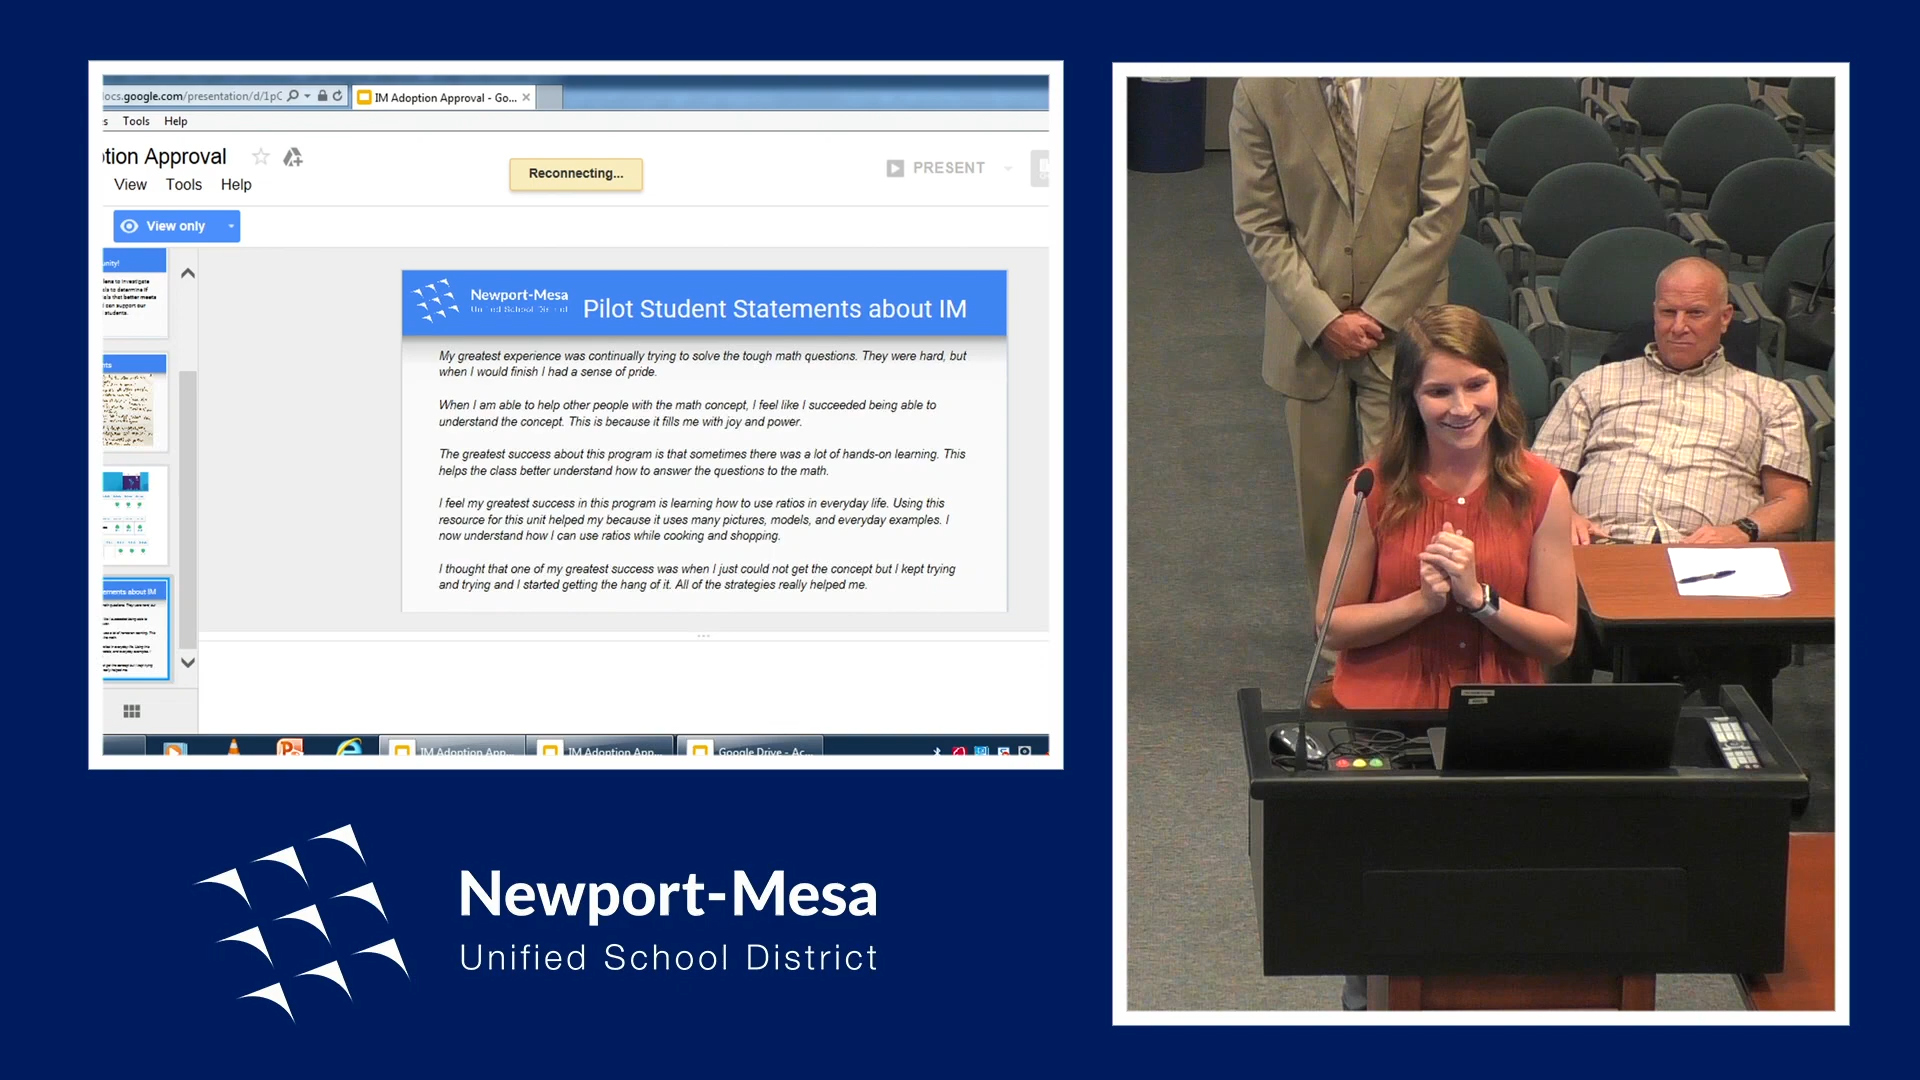 ocs.google.com/presentation/d/1pC
IM Adoption Approval - Go...
Tools Help
tion Approval
Reconnecting...
PRESENT
View Tools Help
View only
unity!
Newport-Mesa
Unified School District
Pilot Student Statements about IM
My greatest experience was continually trying to solve the tough math questions. They were hard, but
when I would finish I had a sense of pride.
When I am able to help other people with the math concept, I feel like I succeeded being able to
understand the concept. This is because it fills me with joy and power.
The greatest success about this program is that sometimes there was a lot of hands-on learning. This
helps the class better understand how to answer the questions to the math.
I feel my greatest success in this program is learning how to use ratios in everyday life. Using this
resource for this unit helped my because it uses many pictures, models, and everyday examples. I
now understand how I can use ratios while cooking and shopping.
I thought that one of my greatest success was when I just could not get the concept but I kept trying
and trying and I started getting the hang of it. All of the strategies really helped me.
ements about IM
IM Adoption App...
IM Adoption App...
Google Drive - Ac...
Newport-Mesa
Unified School District